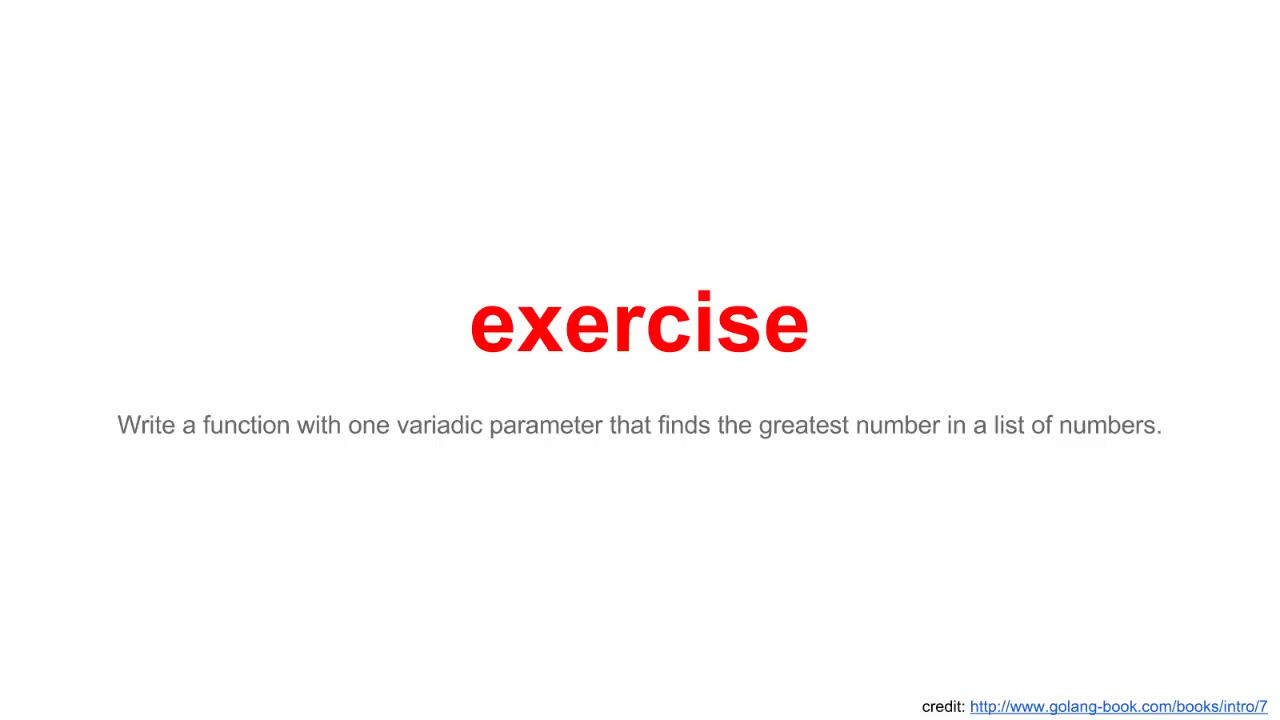 exercise
Write a function with one variadic parameter that finds the greatest number in a list of numbers.
credit: http://www.golang-book.com/books/intro/7